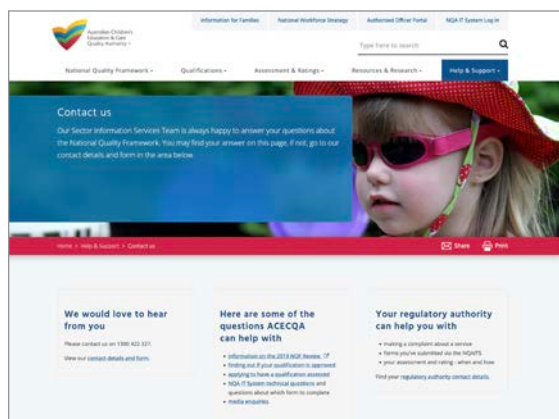 Information for Families
National Workforce Strategy
Authorised Officer Portal
NQA IT System Log In
Australian Children's
Education & Care
Quality Authority
Type here to search
National Quality Framework
Qualifications
Assessment & Ratings
Resources & Research
Help & Support
Contact us
Our Sector Information Services Team is always happy to answer your questions about
the National Quality Framework. You may find your answer on this page, if not, go to our
contact details and form in the area below.
Home > Help & Support > Contact us
Share
Print
We would love to hear
from you
Please contact us on 1300 422 327.
View our contact details and form.
Here are some of the
questions ACECQA
can help with
• information on the 2019 NQF Review
• finding out if your qualification is approved
• applying to have a qualification assessed
• NQA IT System technical questions and
questions about which form to complete
• media enquiries.
Your regulatory authority
can help you with
• making a complaint about a service
• forms you've submitted via the NQAITS
• your assessment and rating - when and how.
Find your regulatory authority contact details.